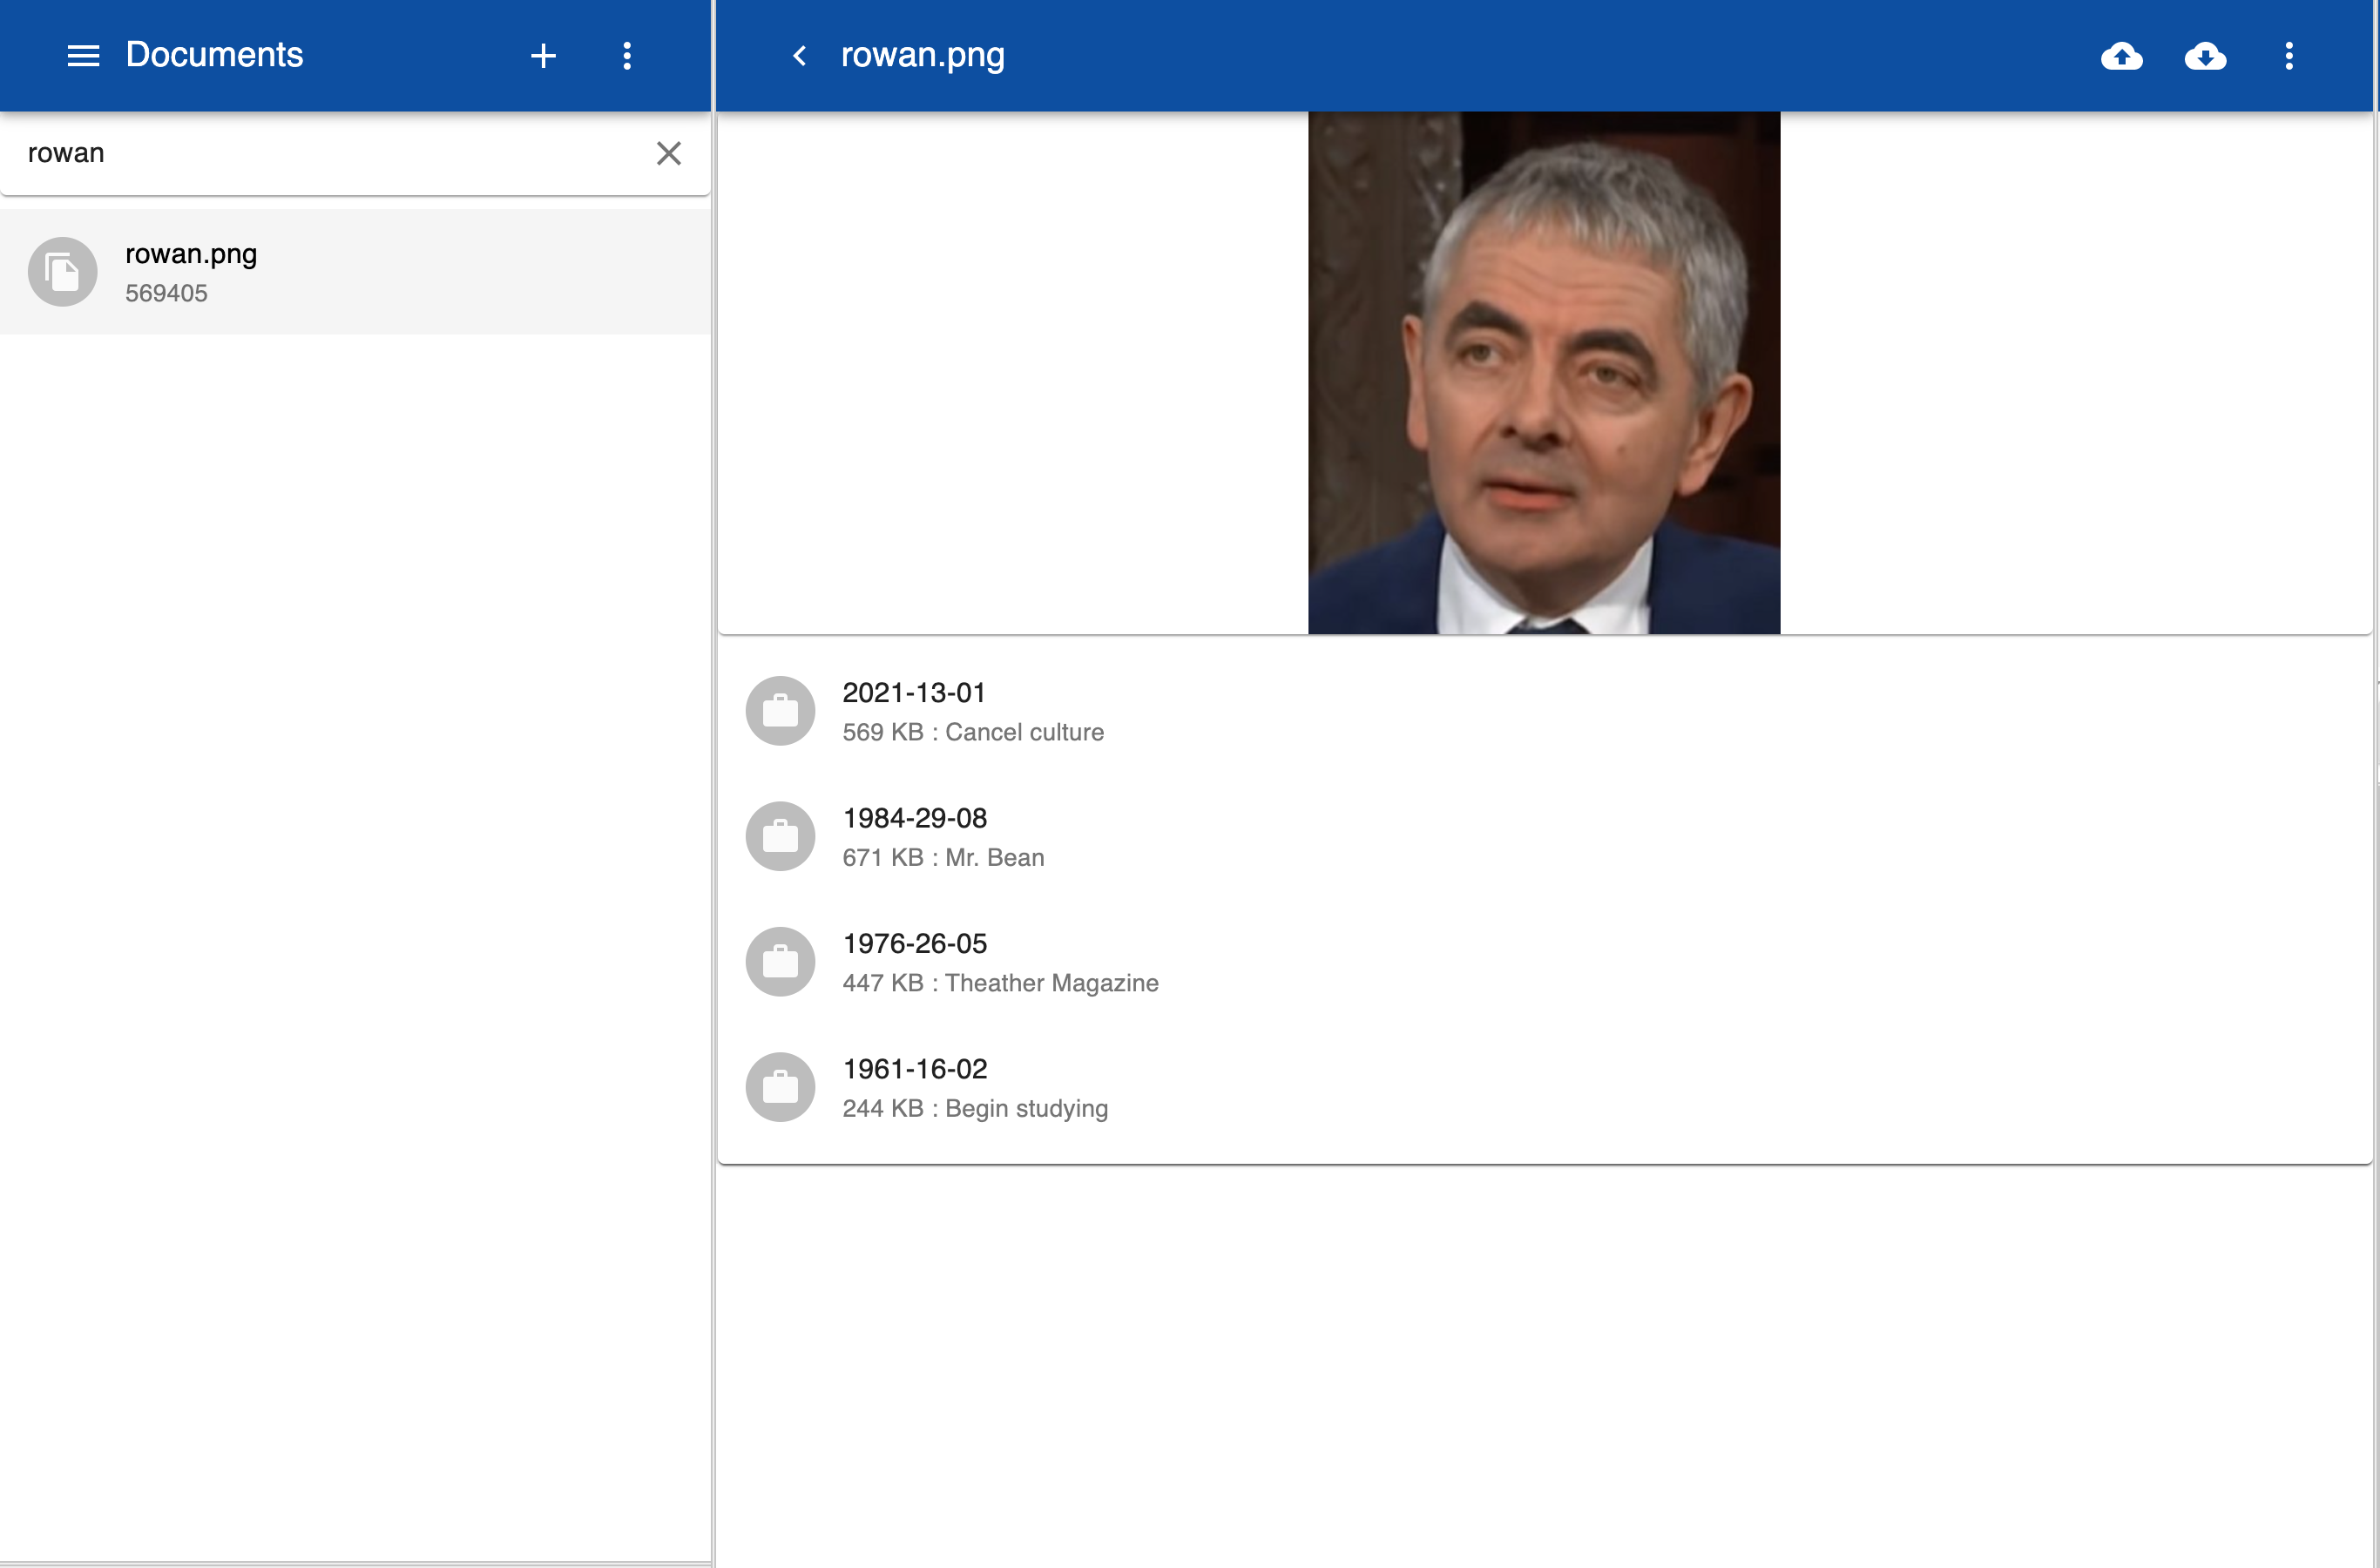 Documents
rowan
rowan.png
569405
rowan.png
2021-13-01
569 KB : Cancel culture
1984-29-08
671 KB : Mr. Bean
1976-26-05
447 KB : Theather Magazine
1961-16-02
244 KB : Begin studying